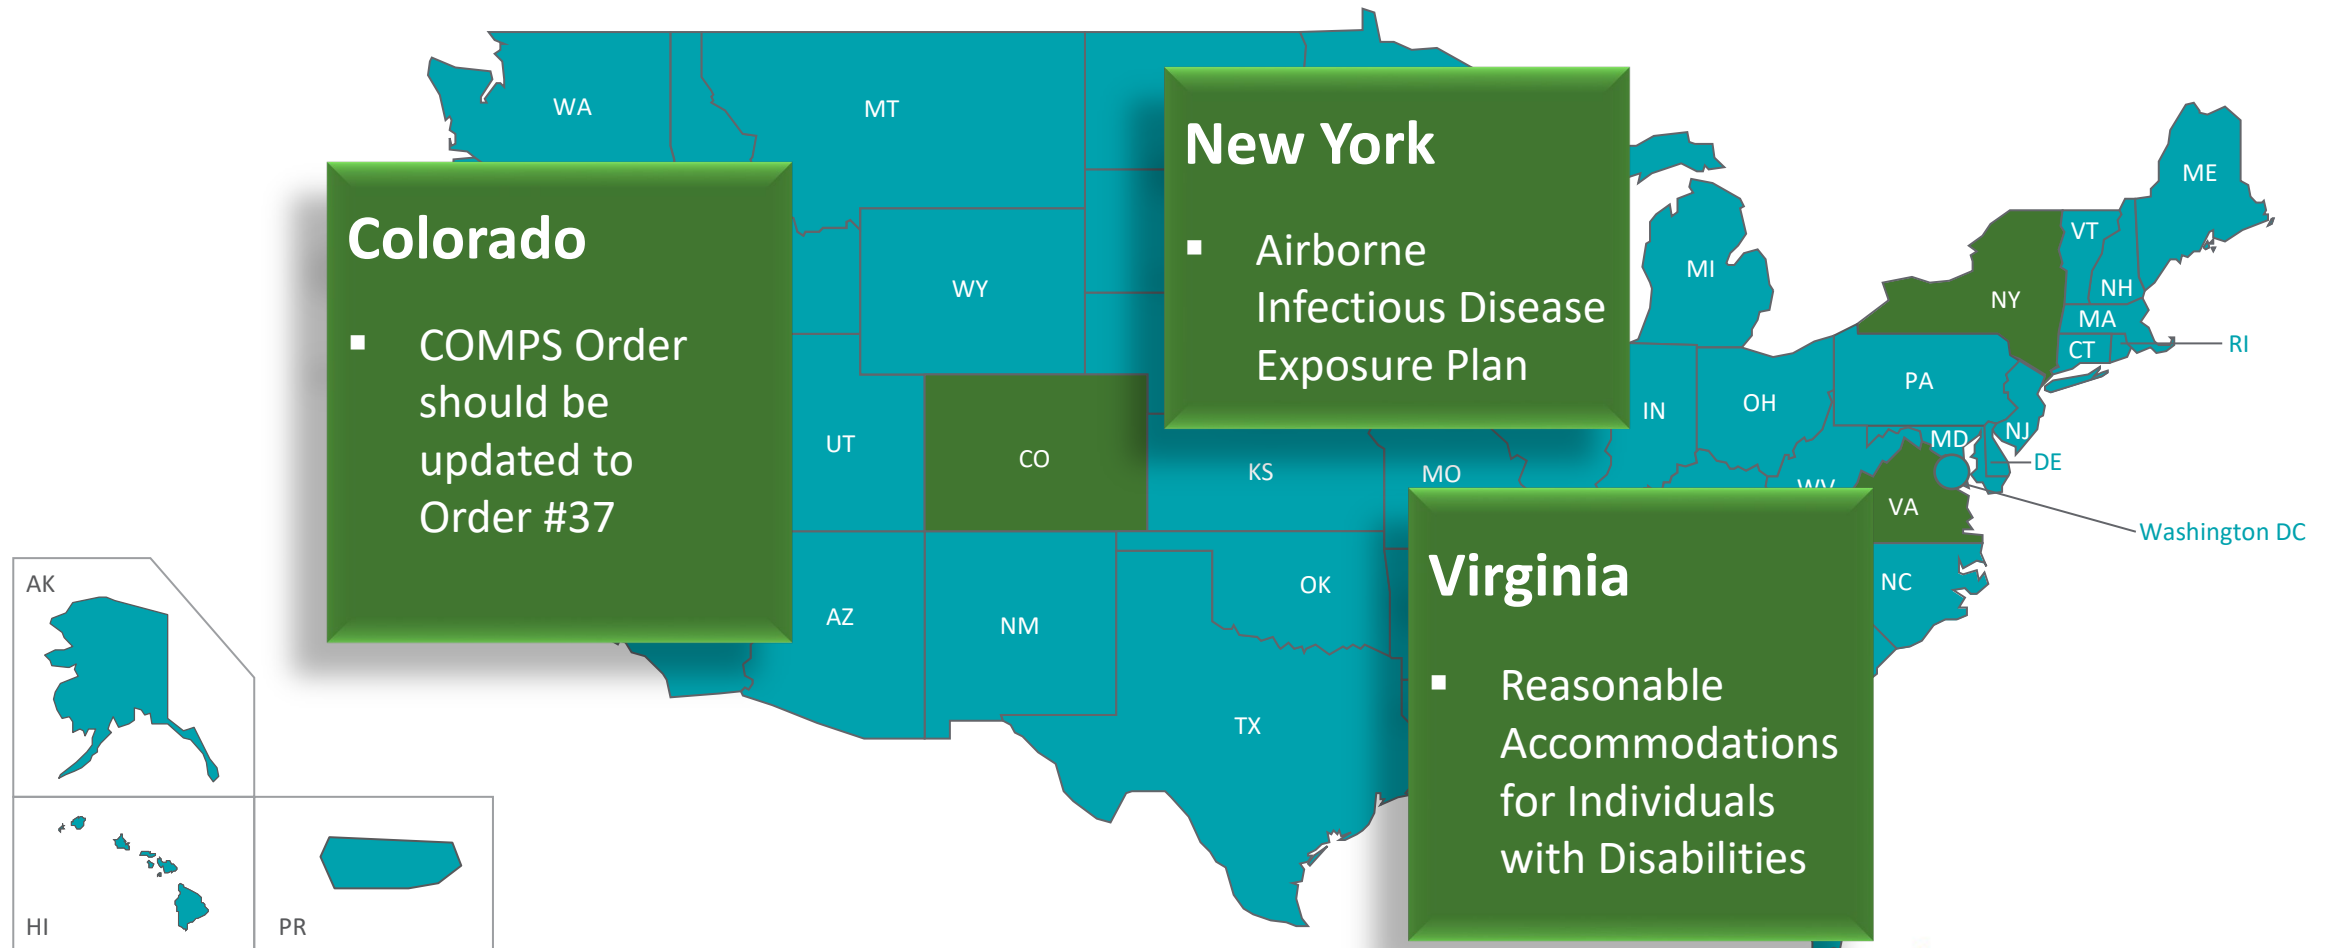 WA
MT
ME
VT
NH
NY
MA
CT
RI
MI
WY
PA
NJ
OH
IN
MD
DE
UT
CO
KS
MO
WV
VA
Washington DC
AZ
NM
OK
NC
TX
AK
HI
PR
Colorado
▪ COMPS Order
should be
updated to
Order #37
New York
▪ Airborne
Infectious Disease
Exposure Plan
Virginia
▪ Reasonable
Accommodations
for Individuals
with Disabilities